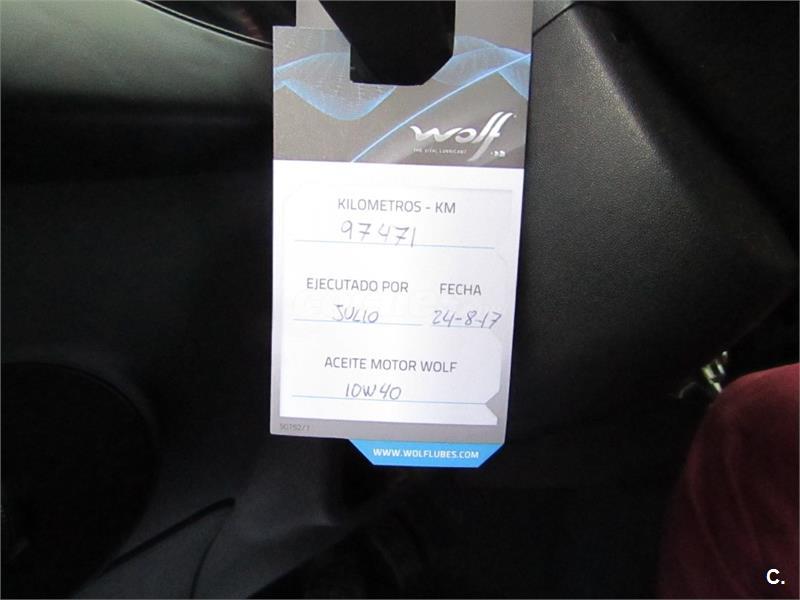 wolf
THE VITAL LUBRICANT
KILOMETROS - KM
97471
EJECUTADO POR FECHA
JULIO 24-8-17
ACEITE MOTOR WOLF
10W40
WWW.WOLFLUBES.COM
C.